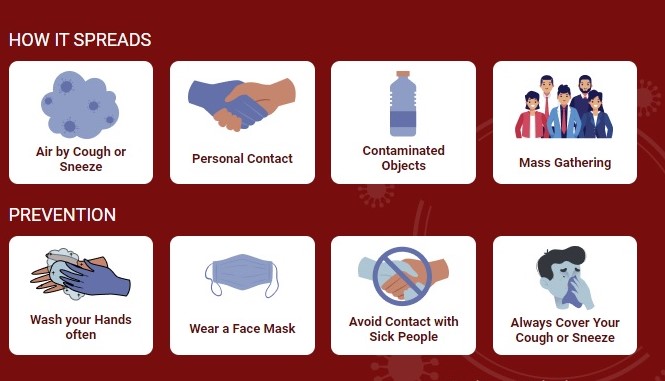 HOW IT SPREADS
Air by Cough or
Sneeze
Personal Contact
Contaminated
Objects
Mass Gathering
PREVENTION
Wash your Hands
often
Wear a Face Mask
Avoid Contact with
Sick People
Always Cover Your
Cough or Sneeze